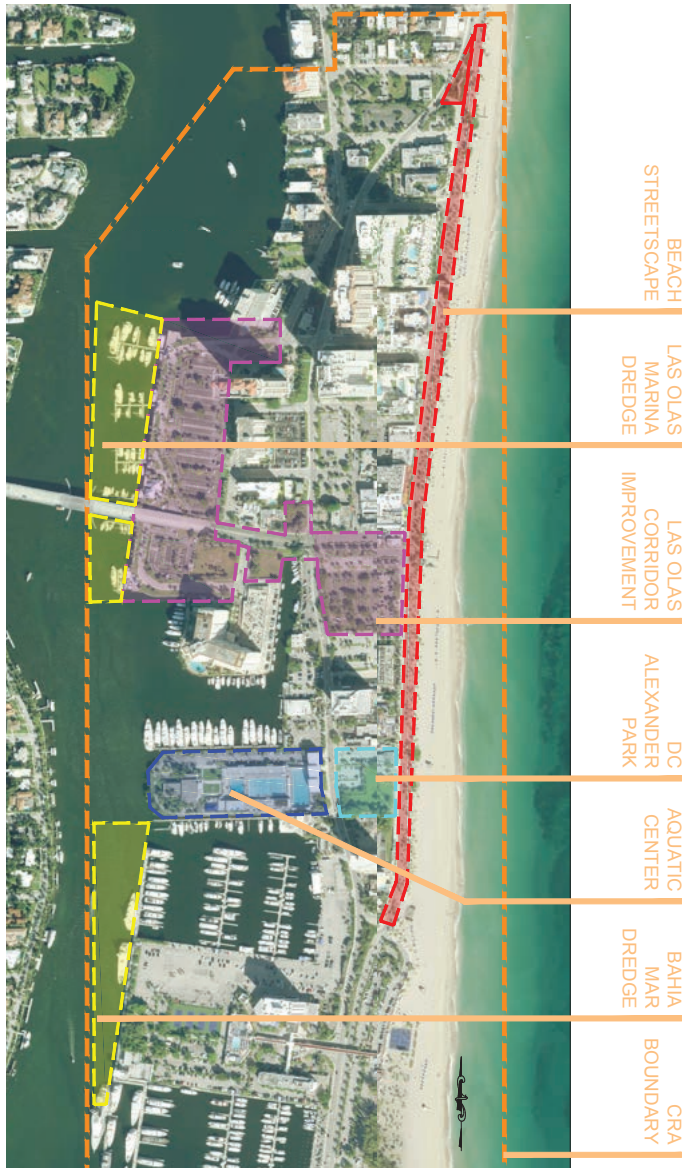 BEACH
STREETSCAPE
LAS OLAS
MARINA
DREDGE
LAS OLAS
CORRIDOR
IMPROVEMENT
DC
ALEXANDER
PARK
AQUATIC
CENTER
BAHIA
MAR
DREDGE
CRA
BOUNDARY